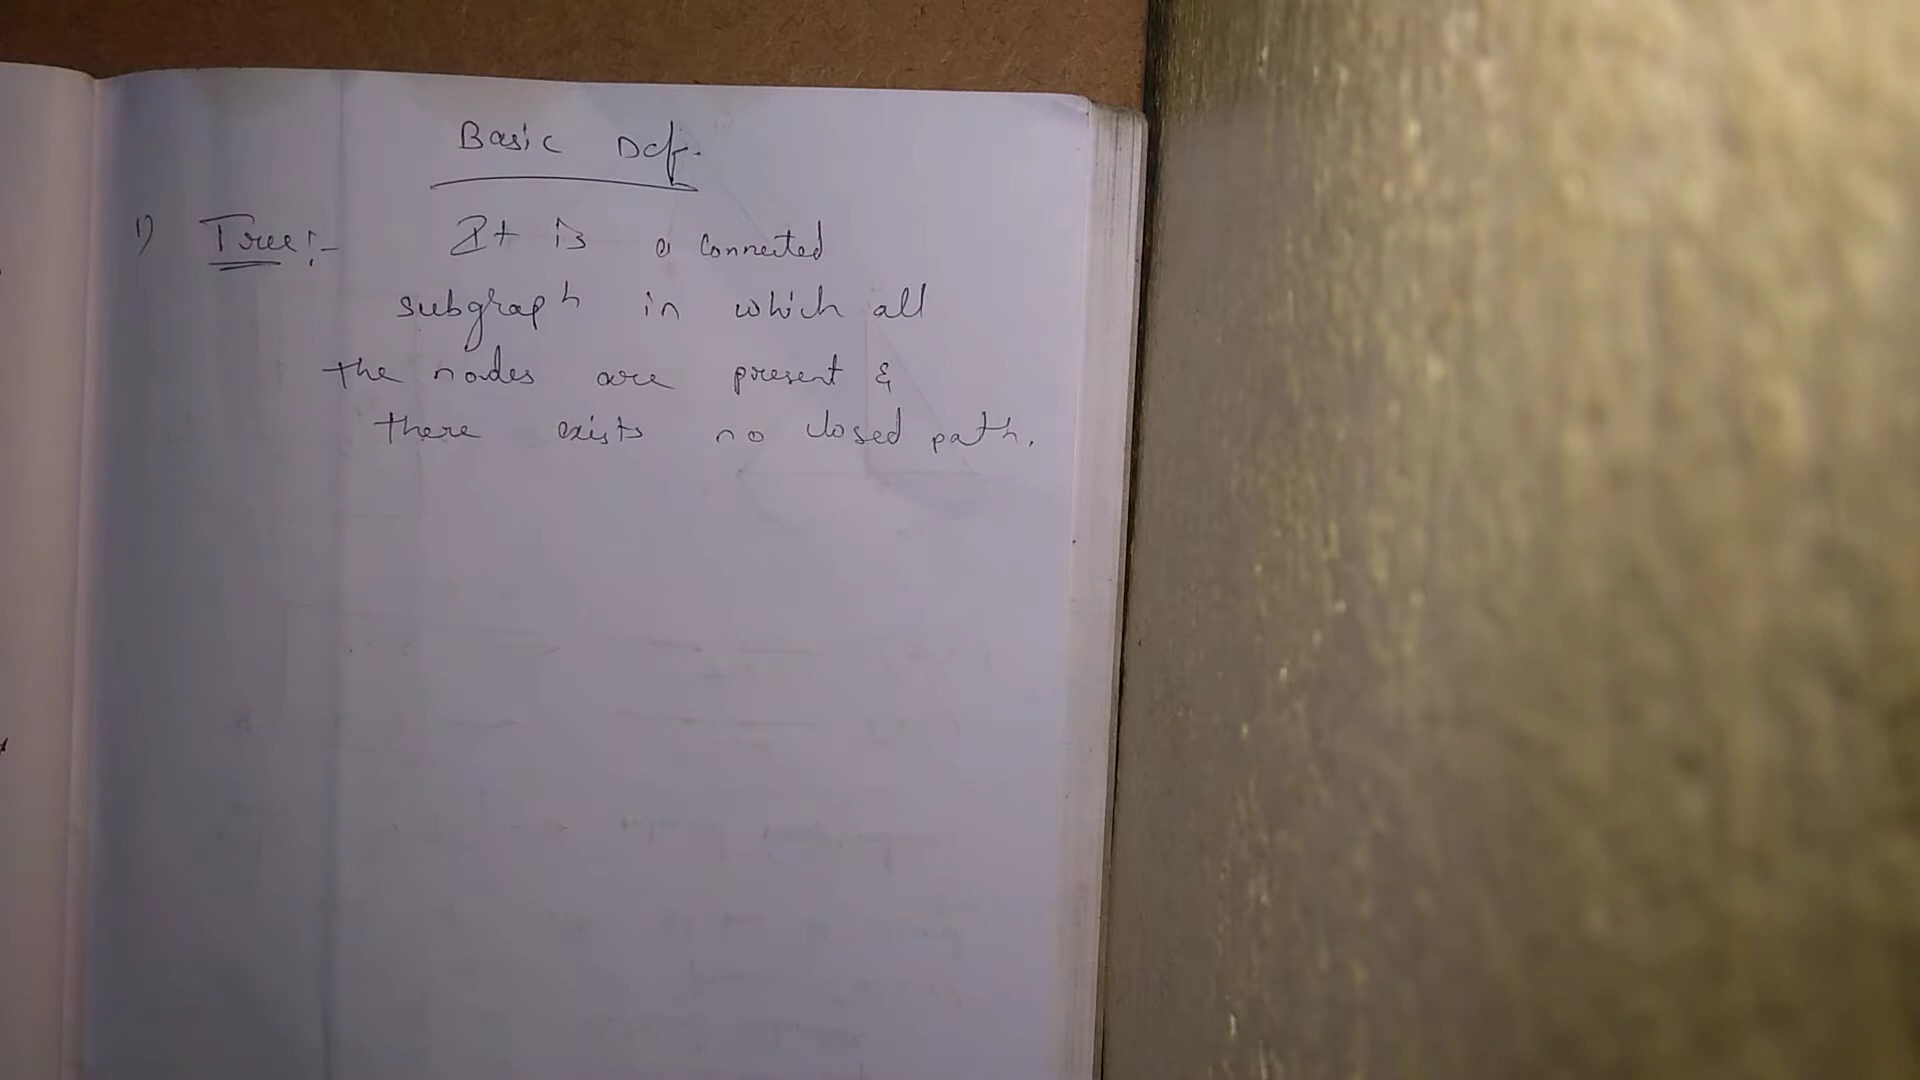 Basic Def.
1) Tree:- It is a connected
subgraph in which all
the nodes are present &
there exists no closed path.